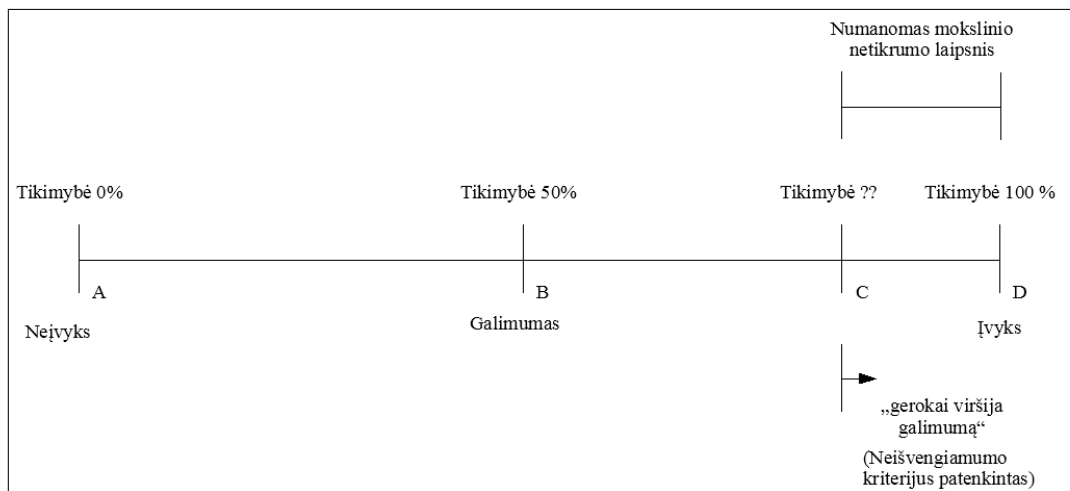 Numanomas mokslinio
netikrumo laipsnis
Tikimybė 0%
Tikimybė 50%
Tikimybė ??
Tikimybė 100 %
A
B
C
D
Neįvyks
Galimumas
Įvyks
„gerokai viršija
galimumą“
(Neišvengiamumo
kriterijus patenkintas)